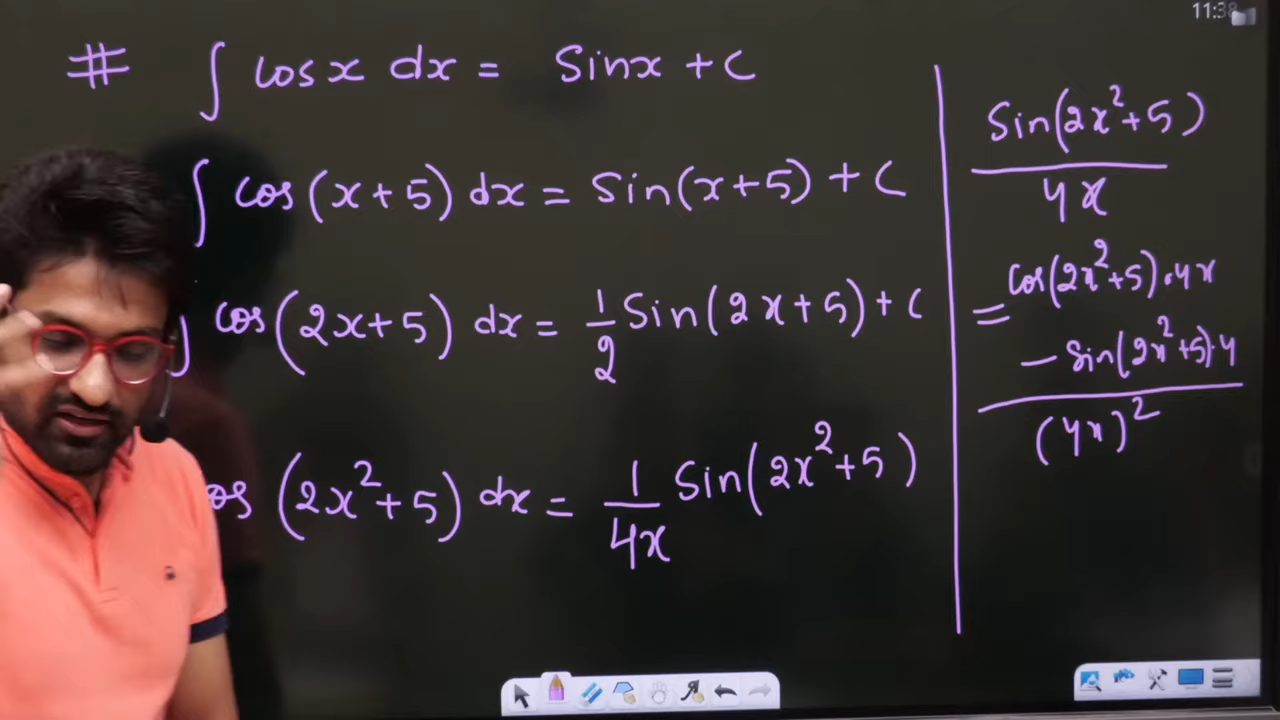 11:38
# ∫ cosx dx = Sinx + C
∫ cos(x+5) dx = Sin(x+5) + C
∫ cos(2x+5) dx = 1/2 Sin(2x+5) + C
os (2x²+5) dx = 1/4x Sin(2x²+5)
Sin(2x²+5)
4x
= cos(2x²+5)·4x
− Sin(2x²+5)·4
(4x)²